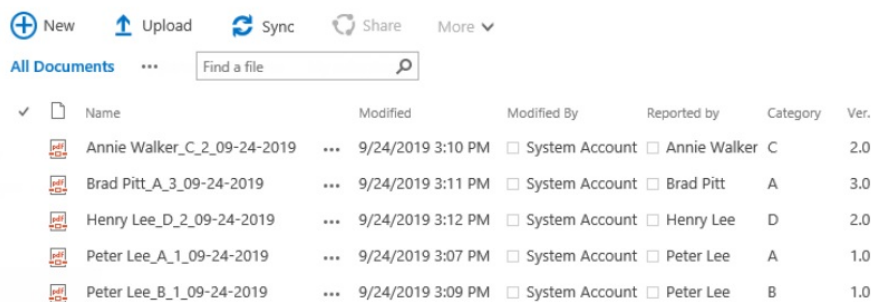 New Upload Sync Share More
All Documents ••• Find a file
Name Modified Modified By Reported by Category Ver.
pdf Annie Walker_C_2_09-24-2019 ••• 9/24/2019 3:10 PM System Account Annie Walker C 2.0
pdf Brad Pitt_A_3_09-24-2019 ••• 9/24/2019 3:11 PM System Account Brad Pitt A 3.0
pdf Henry Lee_D_2_09-24-2019 ••• 9/24/2019 3:12 PM System Account Henry Lee D 2.0
pdf Peter Lee_A_1_09-24-2019 ••• 9/24/2019 3:07 PM System Account Peter Lee A 1.0
pdf Peter Lee_B_1_09-24-2019 ••• 9/24/2019 3:09 PM System Account Peter Lee B 1.0